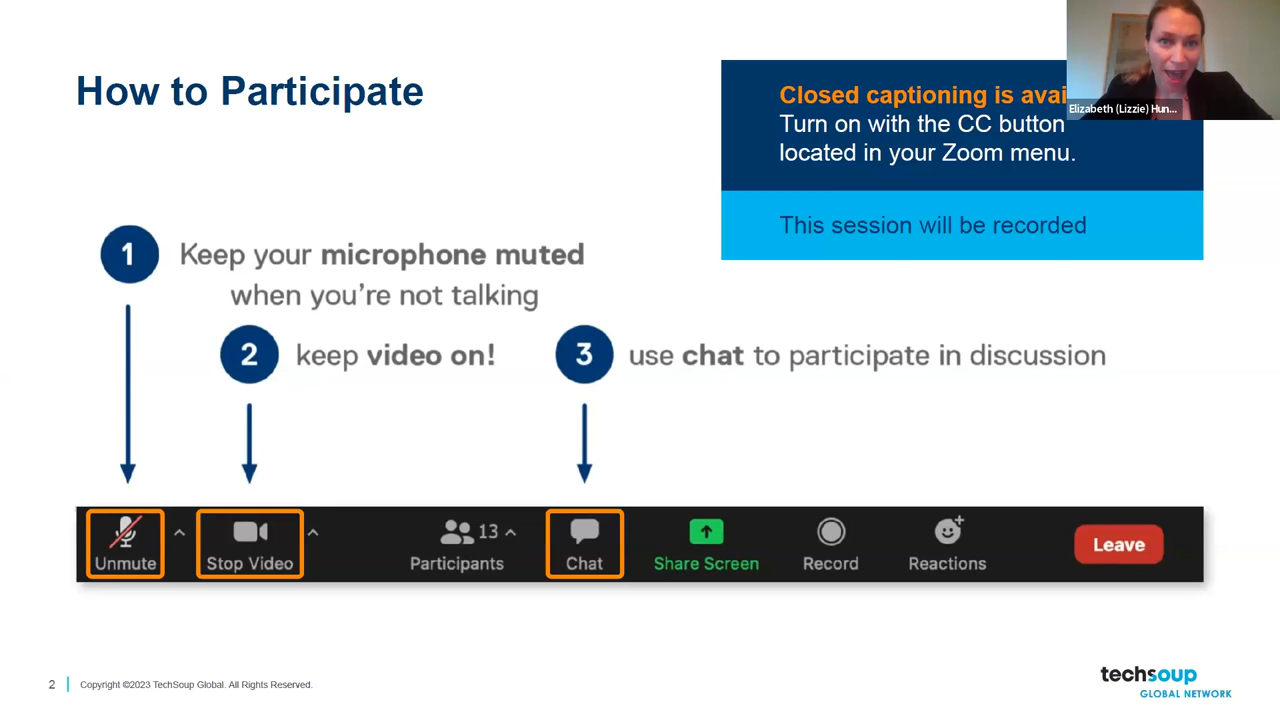 How to Participate
Closed captioning is avai
Turn on with the CC button
located in your Zoom menu.
This session will be recorded
Elizabeth (Lizzie) Hun...
1 Keep your microphone muted
when you're not talking
2 keep video on!
3 use chat to participate in discussion
Unmute
Stop Video
13
Participants
Chat
Share Screen
Record
Reactions
Leave
2
Copyright ©2023 TechSoup Global. All Rights Reserved.
techsoup
GLOBAL NETWORK